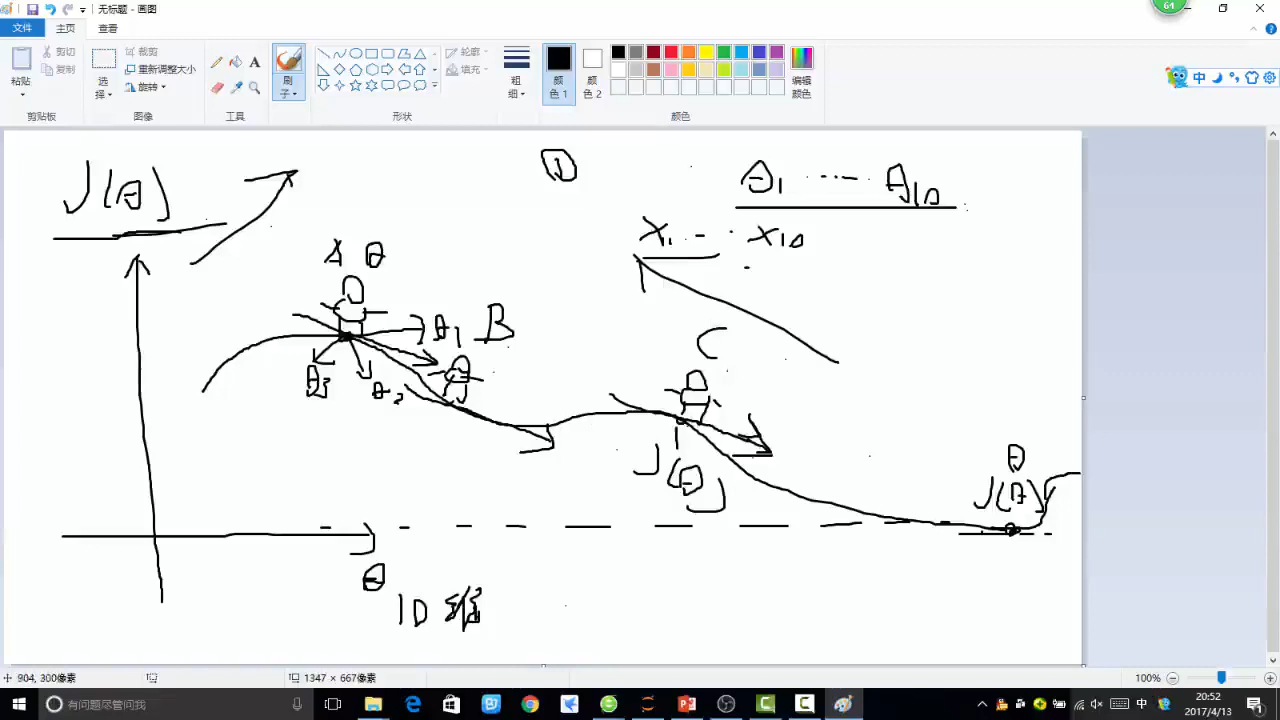 无标题 - 画图
64
文件 主页 查看
粘贴 剪切 复制 选择 裁剪 重新调整大小 旋转 刷子 轮廓 填充 粗细 颜色 1 颜色 2 编辑颜色
中
剪贴板 图像 工具 形状 颜色
J(θ)
①
θ1 ····· θ10
X1 - · X10
A θ
θ1 B
θ3 θ2
C
J(θ)
θ
J(θ)
θ
10 维
904, 300像素 1347 × 667像素 100%
有问题尽管问我 中 20:52
2017/4/13